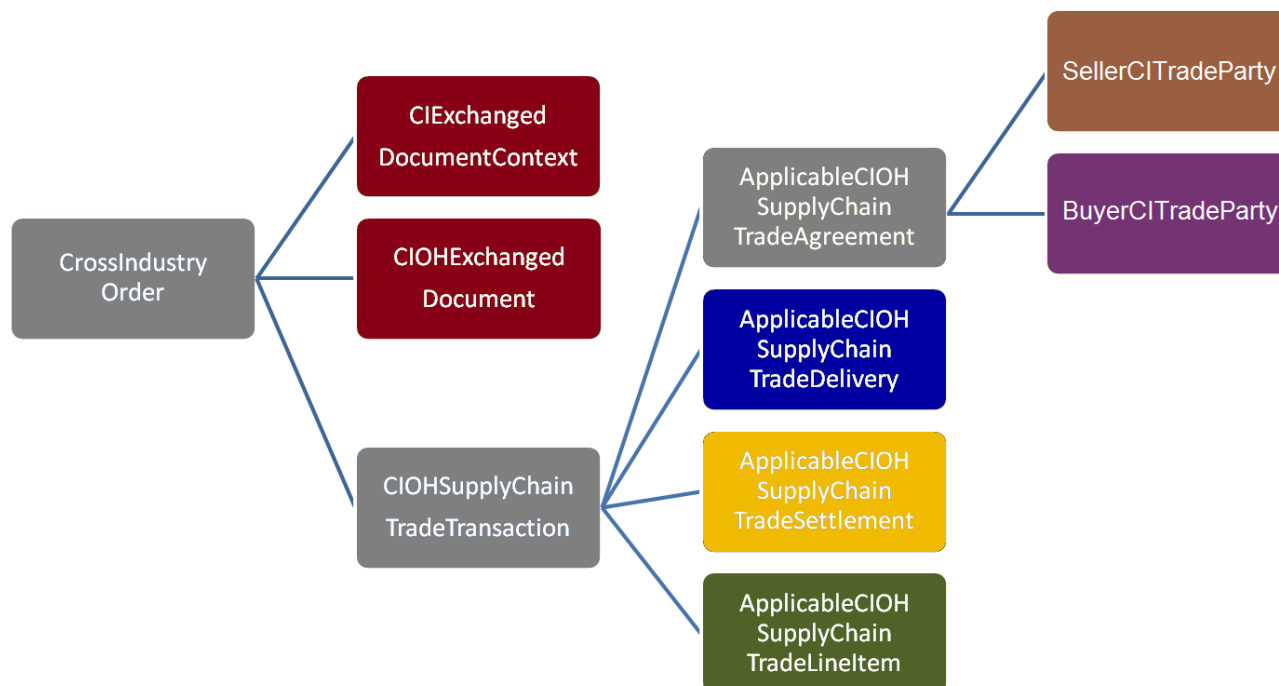 CrossIndustry
Order
CIExchanged
DocumentContext
CIOHExchanged
Document
CIOHSupplyChain
TradeTransaction
ApplicableCIOH
SupplyChain
TradeAgreement
ApplicableCIOH
SupplyChain
TradeDelivery
ApplicableCIOH
SupplyChain
TradeSettlement
ApplicableCIOH
SupplyChain
TradeLineItem
SellerCITradeParty
BuyerCITradeParty